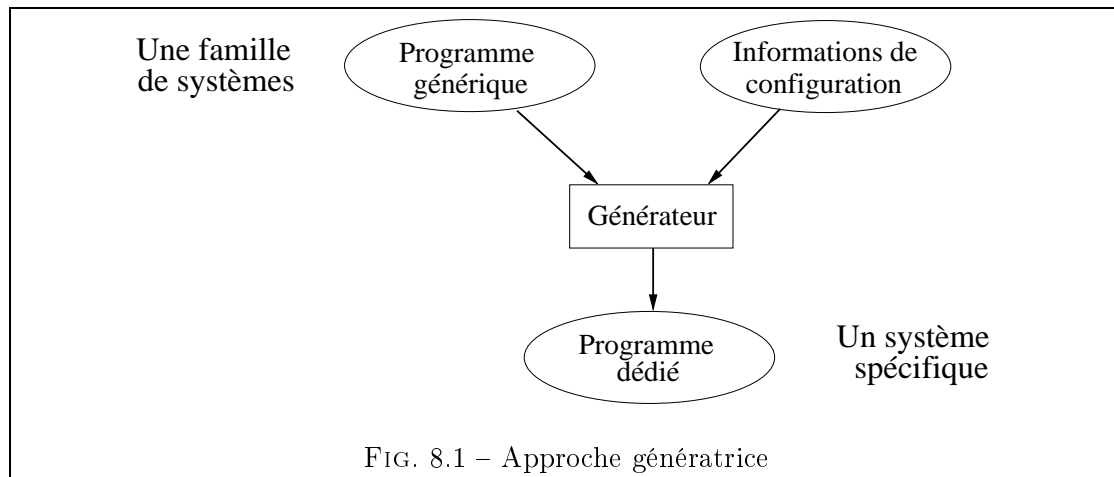 Une famille
de systèmes
Programme
générique
Informations de
configuration
Générateur
Programme
dédié
Un système
spécifique
FIG. 8.1 – Approche génératrice